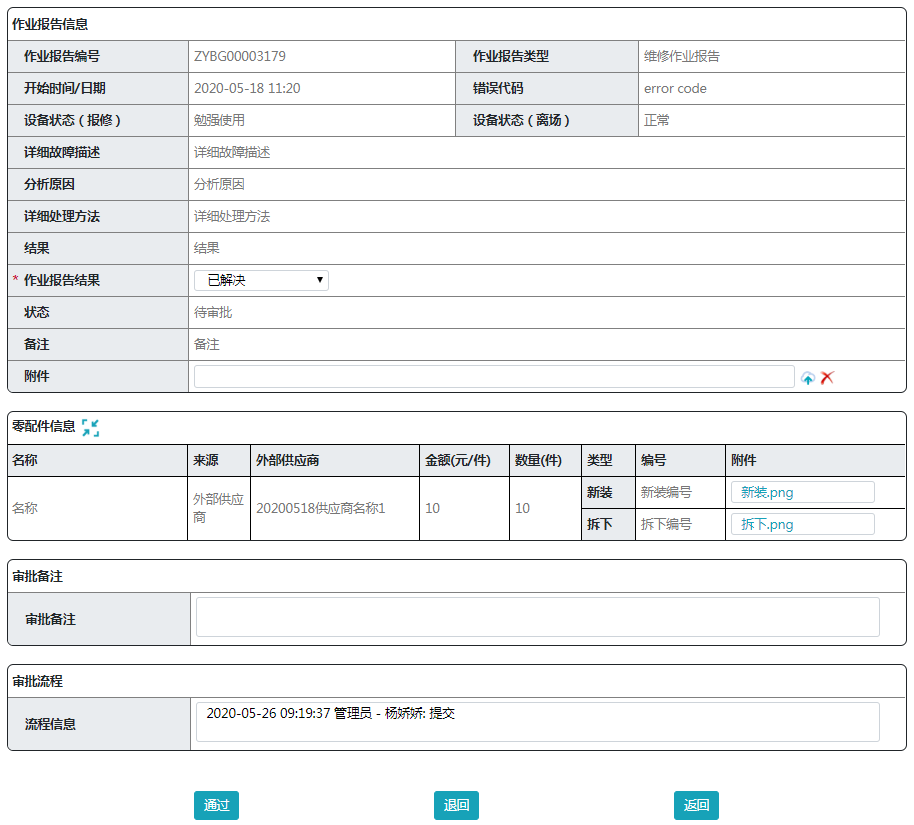 作业报告信息
作业报告编号 ZYBG00003179 作业报告类型 维修作业报告
开始时间/日期 2020-05-18 11:20 错误代码 error code
设备状态（报修） 勉强使用 设备状态（离场） 正常
详细故障描述 详细故障描述
分析原因 分析原因
详细处理方法 详细处理方法
结果 结果
* 作业报告结果 已解决
状态 待审批
备注 备注
附件
零配件信息
名称 来源 外部供应商 金额(元/件) 数量(件) 类型 编号 附件
名称 外部供应商 20200518供应商名称1 10 10 新装 新装编号 新装.png
拆下 拆下编号 拆下.png
审批备注
审批备注
审批流程
流程信息 2020-05-26 09:19:37 管理员 - 杨娇娇: 提交
通过 退回 返回